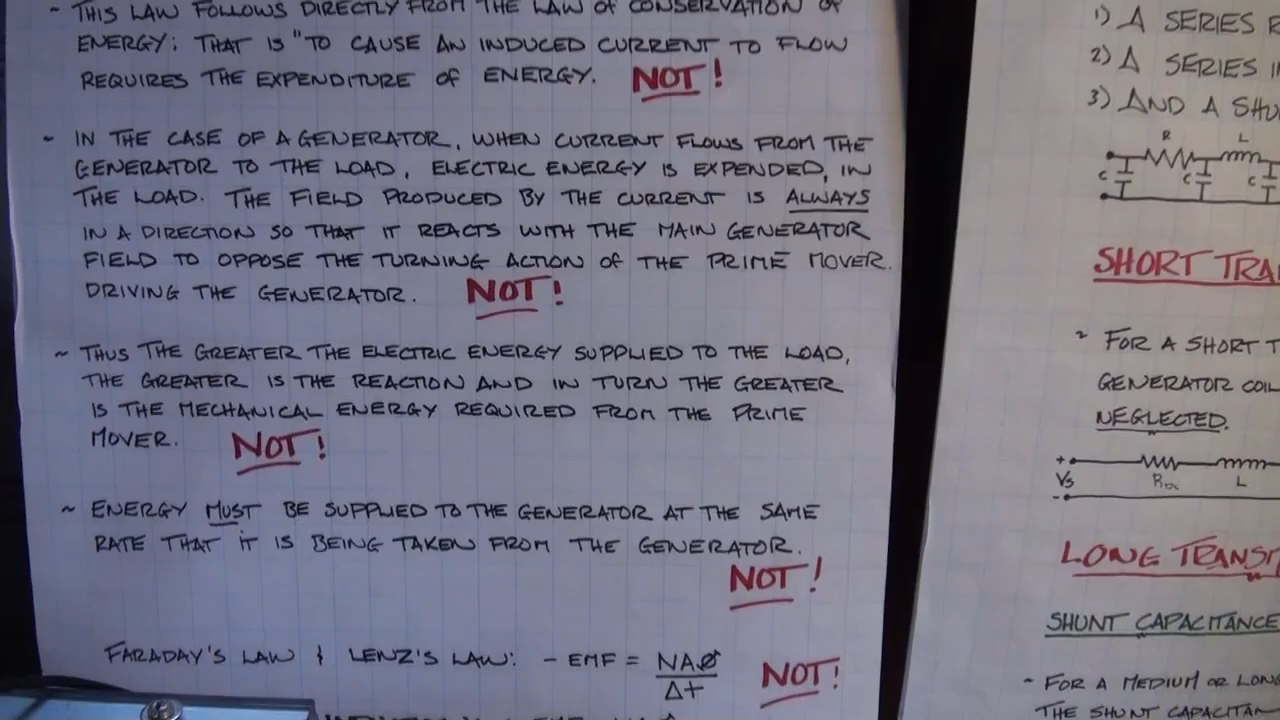 ~ THIS LAW FOLLOWS DIRECTLY FROM THE LAW OF CONSERVATION OF
ENERGY; THAT IS "TO CAUSE AN INDUCED CURRENT TO FLOW
REQUIRES THE EXPENDITURE OF ENERGY. NOT!
~ IN THE CASE OF A GENERATOR, WHEN CURRENT FLOWS FROM THE
GENERATOR TO THE LOAD, ELECTRIC ENERGY IS EXPENDED, IN
THE LOAD. THE FIELD PRODUCED BY THE CURRENT IS ALWAYS
IN A DIRECTION SO THAT IT REACTS WITH THE MAIN GENERATOR
FIELD TO OPPOSE THE TURNING ACTION OF THE PRIME MOVER.
DRIVING THE GENERATOR. NOT!
~ THUS THE GREATER THE ELECTRIC ENERGY SUPPLIED TO THE LOAD,
THE GREATER IS THE REACTION AND IN TURN THE GREATER
IS THE MECHANICAL ENERGY REQUIRED FROM THE PRIME
MOVER. NOT!
~ ENERGY MUST BE SUPPLIED TO THE GENERATOR AT THE SAME
RATE THAT IT IS BEING TAKEN FROM THE GENERATOR.
NOT!
FARADAY'S LAW & LENZ'S LAW: - EMF = NΔØ
Δt
NOT!
1) A SERIES
2) A SERIES
3) AND A
R L
C C C
SHORT
~ FOR A SHORT
GENERATOR COIL
NEGLECTED.
+
Vs
-
L
LONG
SHUNT CAPACITANCE
~ FOR A MEDIUM OR
THE SHUNT